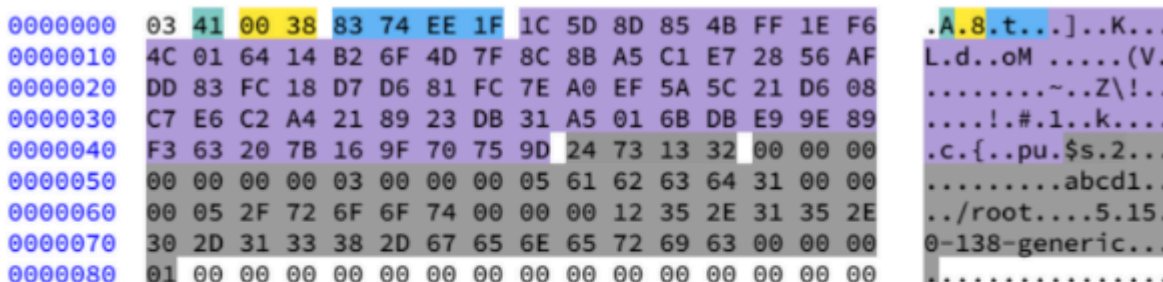 0000000 03 41 00 38 83 74 EE 1F 1C 5D 8D 85 4B FF 1E F6 .A.8.t...]..K...
0000010 4C 01 64 14 B2 6F 4D 7F 8C 8B A5 C1 E7 28 56 AF L.d..oM .....(V.
0000020 DD 83 FC 18 D7 D6 81 FC 7E A0 EF 5A 5C 21 D6 08 ........~..Z\!..
0000030 C7 E6 C2 A4 21 89 23 DB 31 A5 01 6B DB E9 9E 89 ....!.#.1..k....
0000040 F3 63 20 7B 16 9F 70 75 9D 24 73 13 32 00 00 00 .c.{..pu.$s.2...
0000050 00 00 00 00 03 00 00 00 05 61 62 63 64 31 00 00 .........abcd1..
0000060 00 05 2F 72 6F 6F 74 00 00 00 12 35 2E 31 35 2E ../root....5.15.
0000070 30 2D 31 33 38 2D 67 65 6E 65 72 69 63 00 00 00 0-138-generic...
0000080 01 00 00 00 00 00 00 00 00 00 00 00 00 00 00 00 ................